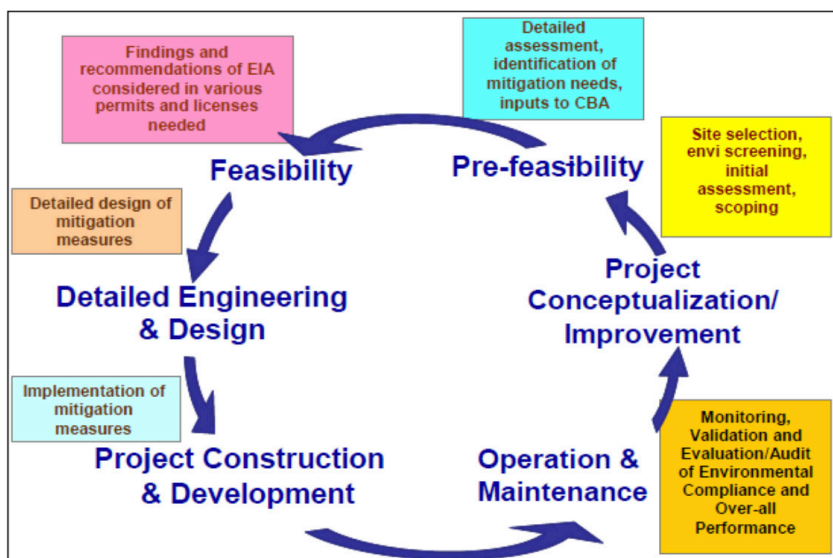 Findings and
recommendations of EIA
considered in various
permits and licenses
needed
Detailed
assessment,
identification of
mitigation needs,
inputs to CBA
Site selection,
envi screening,
initial
assessment,
scoping
Feasibility
Pre-feasibility
Detailed design of
mitigation
measures
Detailed Engineering
& Design
Project
Conceptualization/
Improvement
Implementation of
mitigation
measures
Project Construction
& Development
Operation &
Maintenance
Monitoring,
Validation and
Evaluation/Audit
of Environmental
Compliance and
Over-all
Performance